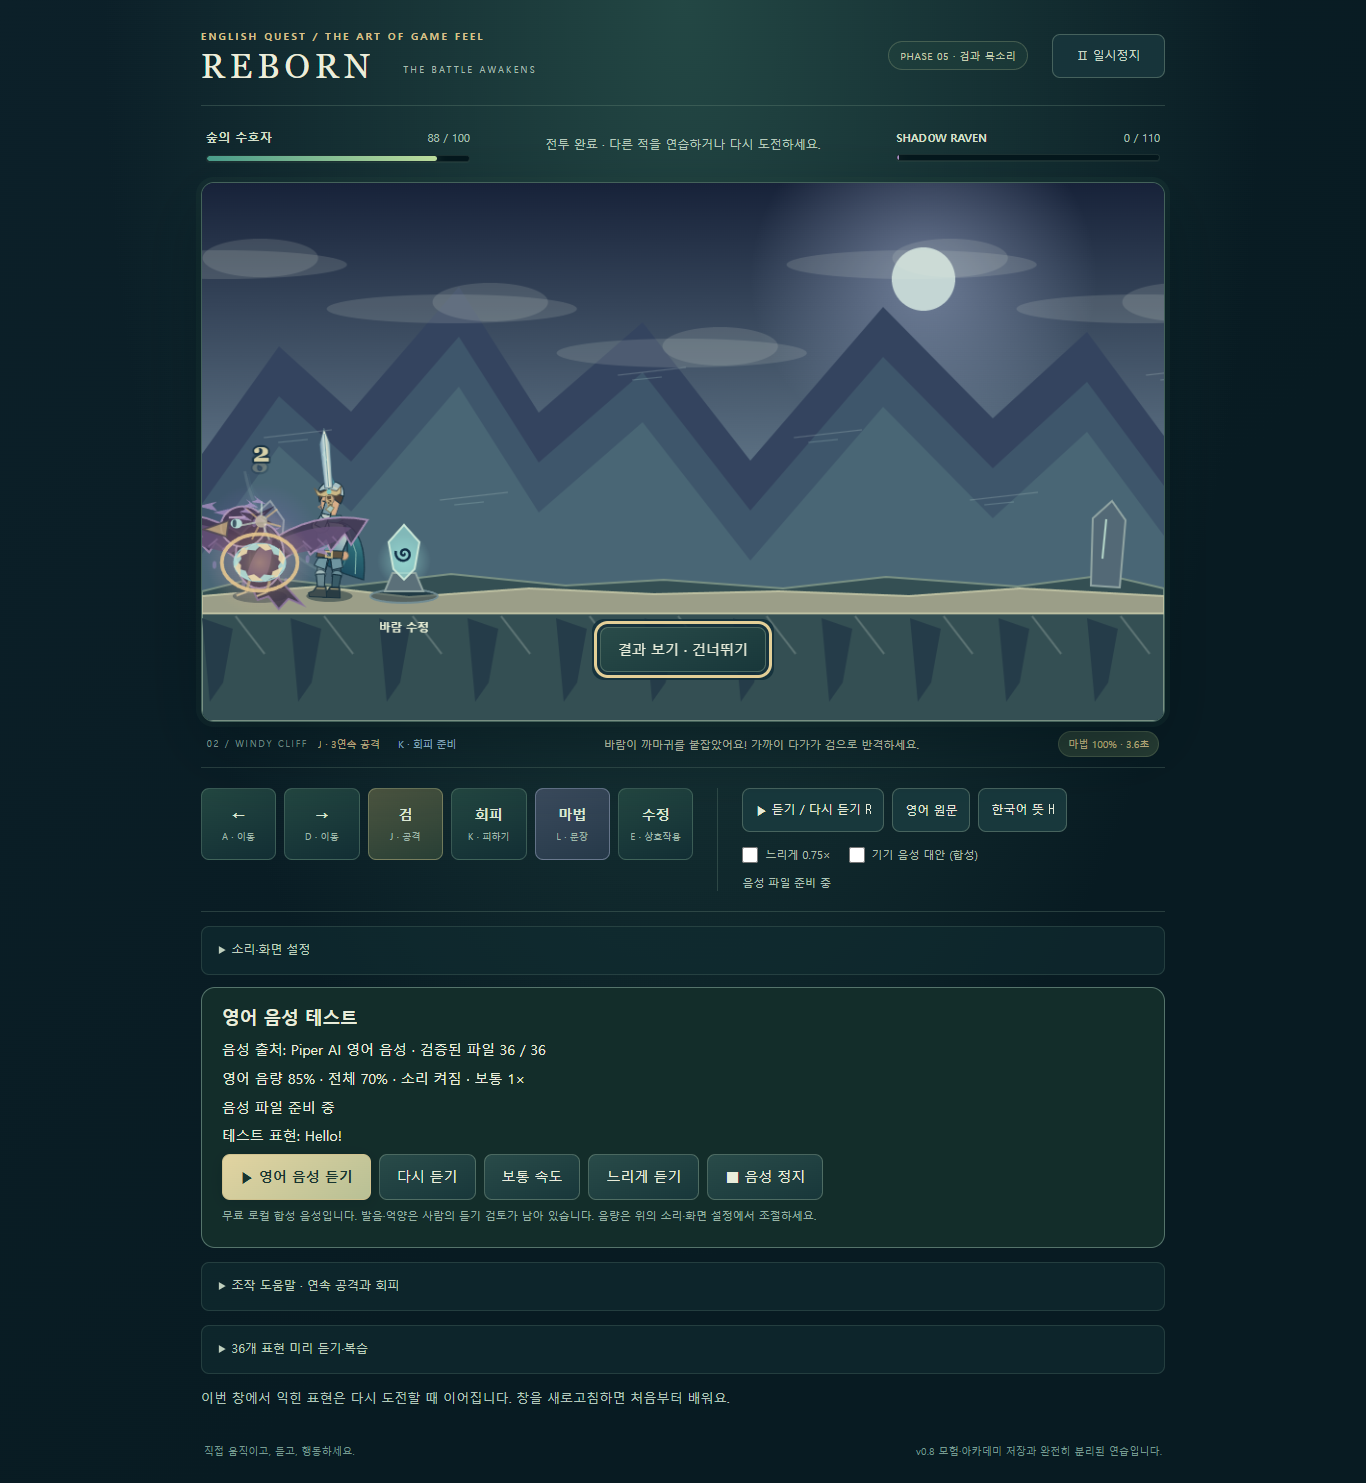 ENGLISH QUEST / THE ART OF GAME FEEL
REBORN THE BATTLE AWAKENS
PHASE 05 · 검과 목소리
Ⅱ 일시정지
숲의 수호자 88 / 100
전투 완료 · 다른 적을 연습하거나 다시 도전하세요.
SHADOW RAVEN 0 / 110
2
바람 수정
결과 보기 · 건너뛰기
02 / WINDY CLIFF J · 3연속 공격 K · 회피 준비
바람이 까마귀를 붙잡았어요! 가까이 다가가 검으로 반격하세요.
마법 100% · 3.6초
← → 검 회피 마법 수정
A · 이동 D · 이동 J · 공격 K · 피하기 L · 문장 E · 상호작용
▶ 듣기 / 다시 듣기 R 영어 원문 한국어 뜻 H
느리게 0.75× 기기 음성 대안 (합성)
음성 파일 준비 중
▶ 소리·화면 설정
영어 음성 테스트
음성 출처: Piper AI 영어 음성 · 검증된 파일 36 / 36
영어 음량 85% · 전체 70% · 소리 켜짐 · 보통 1×
음성 파일 준비 중
테스트 표현: Hello!
▶ 영어 음성 듣기 다시 듣기 보통 속도 느리게 듣기 ■ 음성 정지
무료 로컬 합성 음성입니다. 발음·억양은 사람의 듣기 검토가 남아 있습니다. 음량은 위의 소리·화면 설정에서 조절하세요.
▶ 조작 도움말 · 연속 공격과 회피
▶ 36개 표현 미리 듣기·복습
이번 창에서 익힌 표현은 다시 도전할 때 이어집니다. 창을 새로고침하면 처음부터 배워요.
직접 움직이고, 듣고, 행동하세요.
v0.8 모험·아카데미 저장과 완전히 분리된 연습입니다.